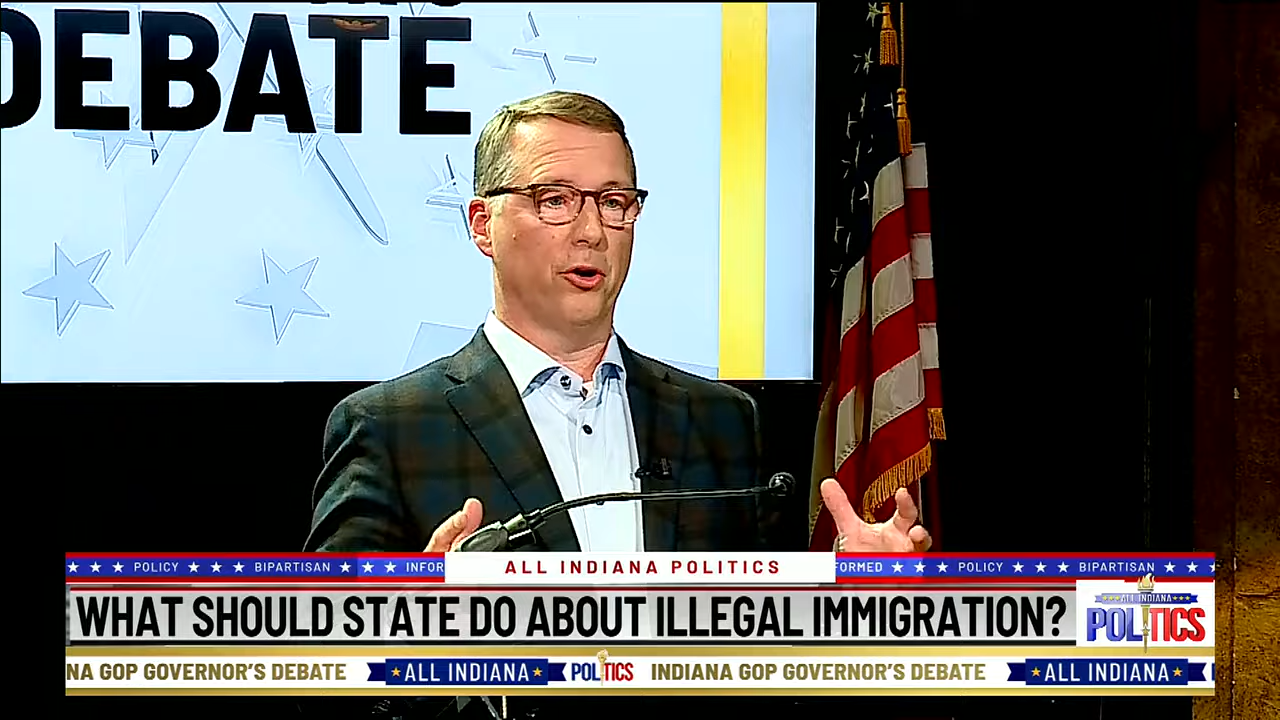 DEBATE
POLICY BIPARTISAN INFOR
ALL INDIANA POLITICS
FORMED POLICY BIPARTISAN
WHAT SHOULD STATE DO ABOUT ILLEGAL IMMIGRATION?
ALL INDIANA
POLITICS
NA GOP GOVERNOR'S DEBATE ALL INDIANA POLITICS INDIANA GOP GOVERNOR'S DEBATE ALL INDIANA